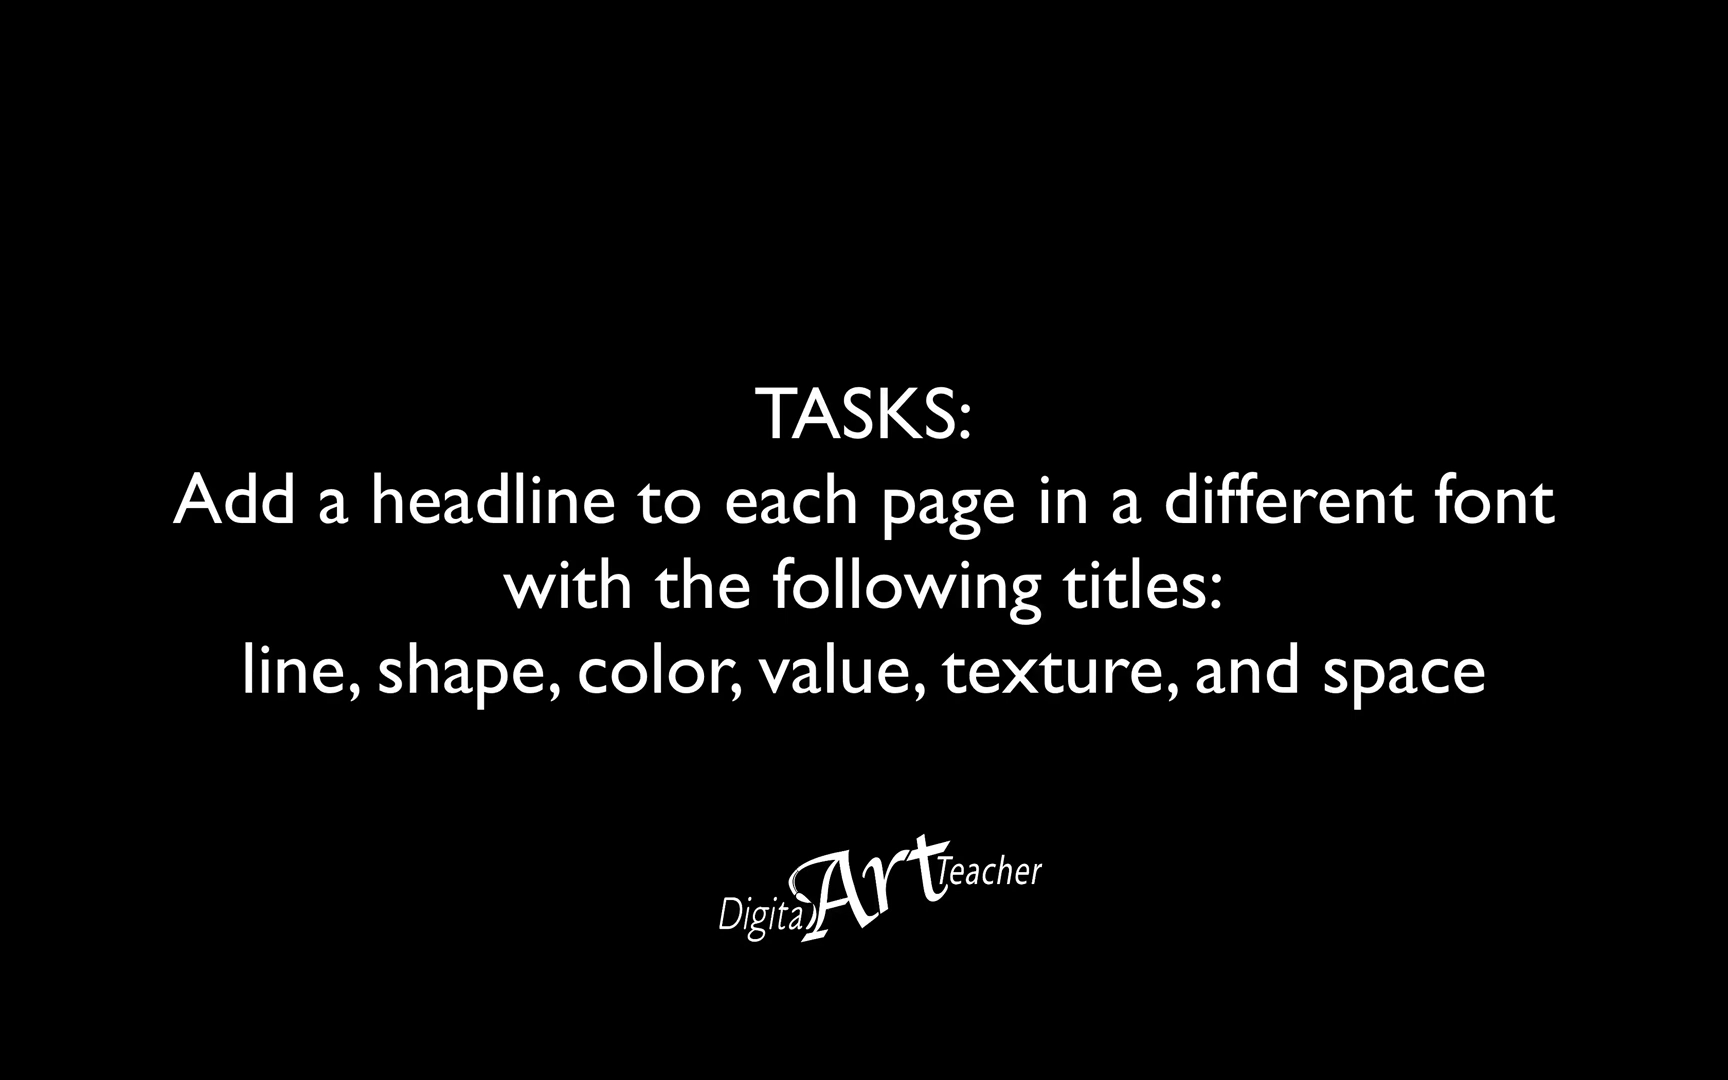 TASKS:
Add a headline to each page in a different font
with the following titles:
line, shape, color, value, texture, and space
Digital Art Teacher